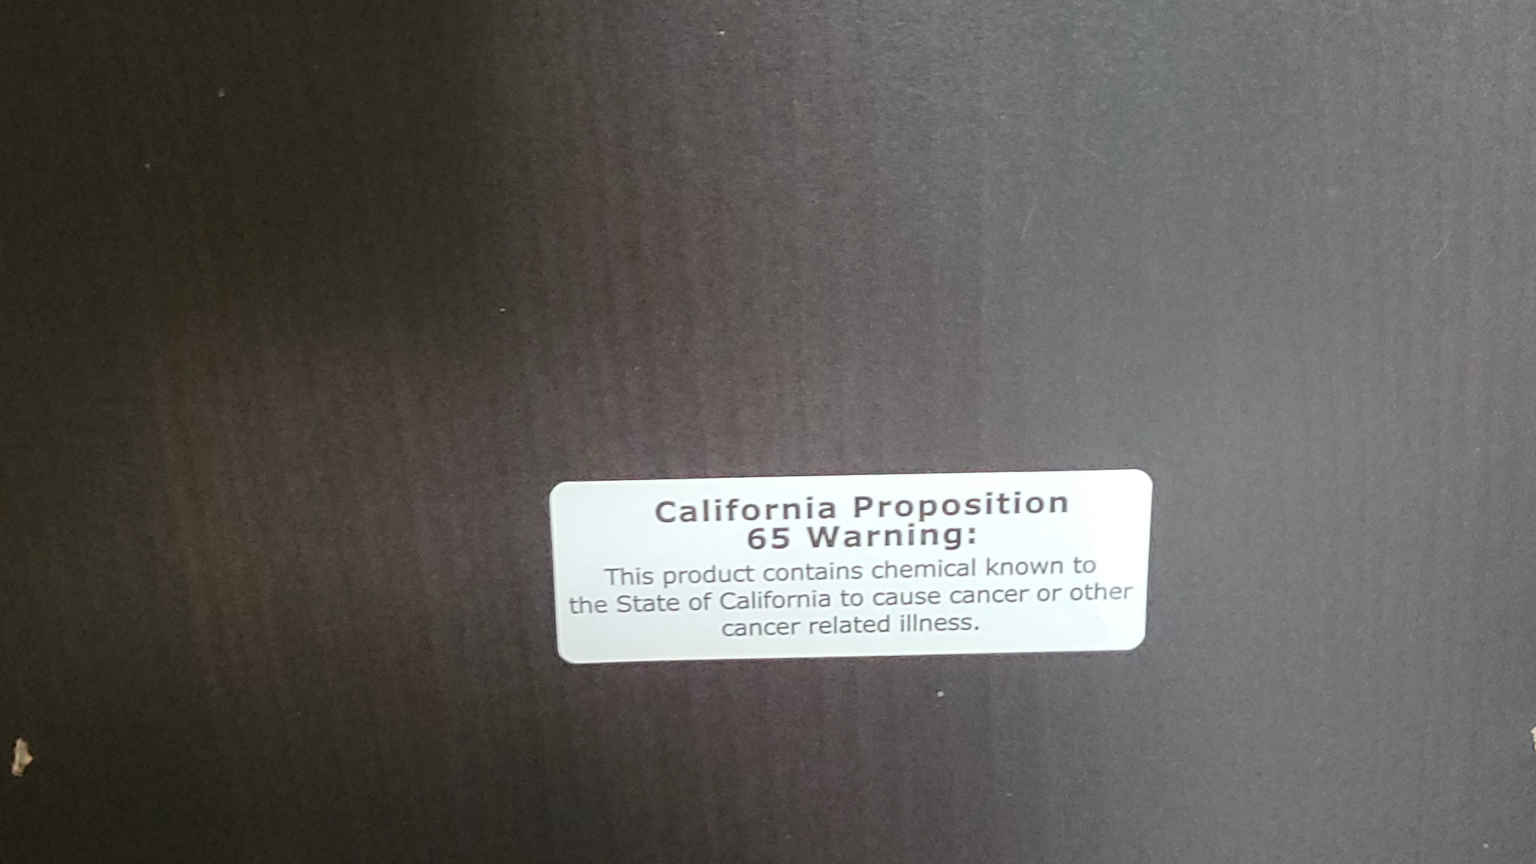 California Proposition
65 Warning:
This product contains chemical known to
the State of California to cause cancer or other
cancer related illness.